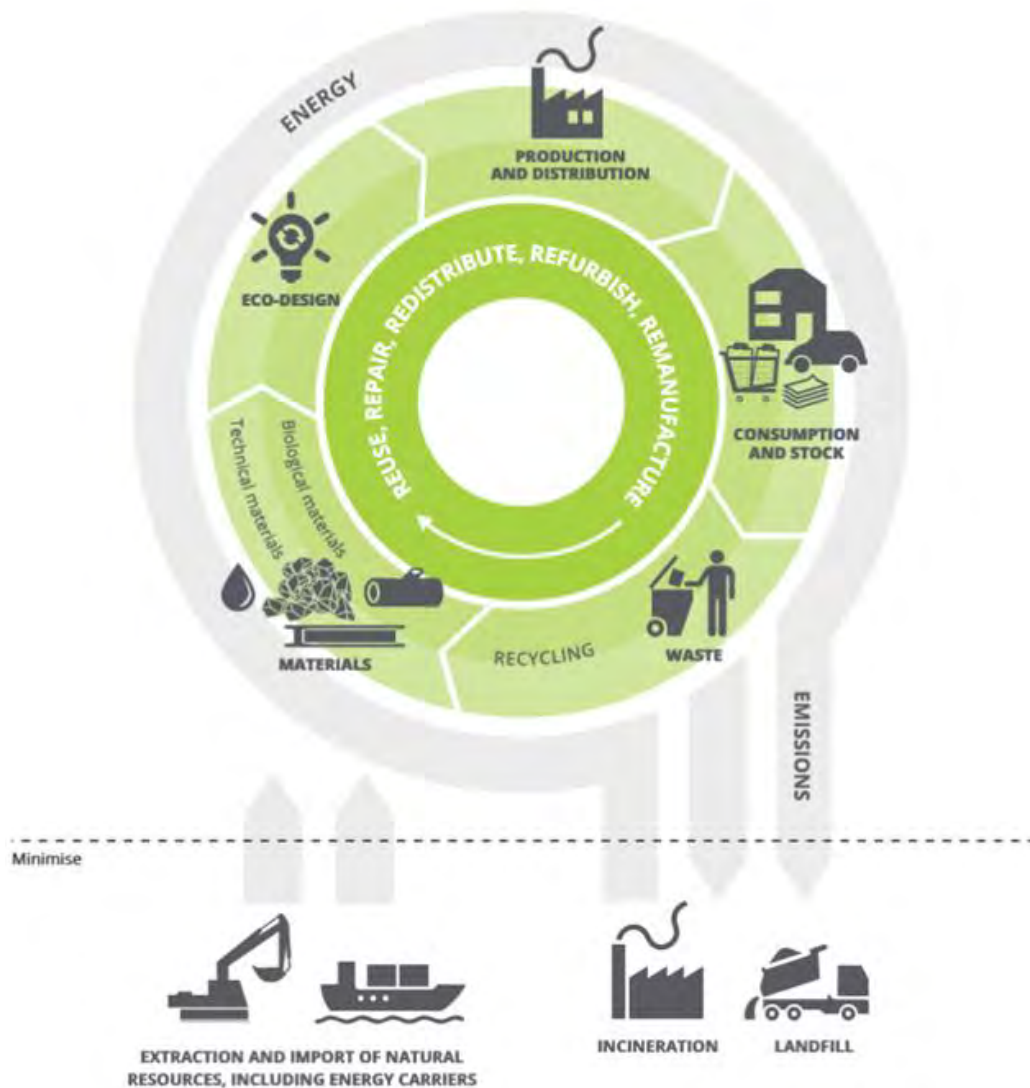 ENERGY
PRODUCTION
AND DISTRIBUTION
ECO-DESIGN
REUSE, REPAIR, REDISTRIBUTE, REFURBISH, REMANUFACTURE
CONSUMPTION
AND STOCK
Technical materials
Biological materials
MATERIALS
RECYCLING
WASTE
EMISSIONS
Minimise
EXTRACTION AND IMPORT OF NATURAL
RESOURCES, INCLUDING ENERGY CARRIERS
INCINERATION
LANDFILL